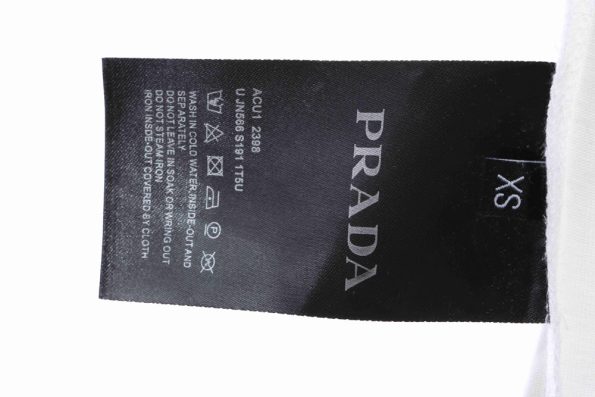 XS
PRADA
ACU1 2398
U JN566 S191 1T5U
WASH IN COLD WATER, INSIDE-OUT AND
SEPARATELY
DO NOT LEAVE IN SOAK OR WRING OUT
DO NOT STEAM IRON
IRON INSIDE-OUT COVERED BY CLOTH